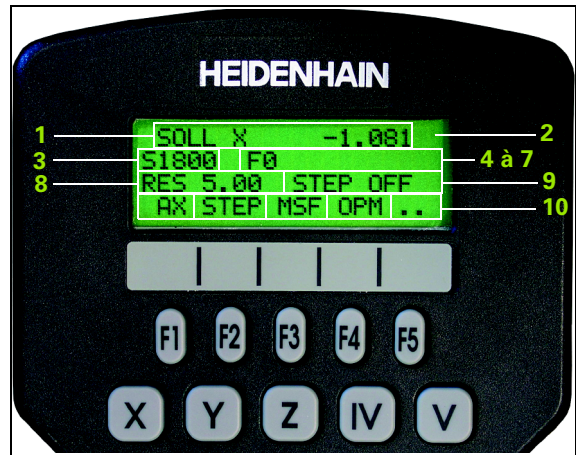 HEIDENHAIN
1 SOLL X -1.081 2
3 S1800 F0 4 à 7
8 RES 5.00 STEP OFF 9
AX STEP MSF OPM .. 10
F1 F2 F3 F4 F5
X Y Z IV V